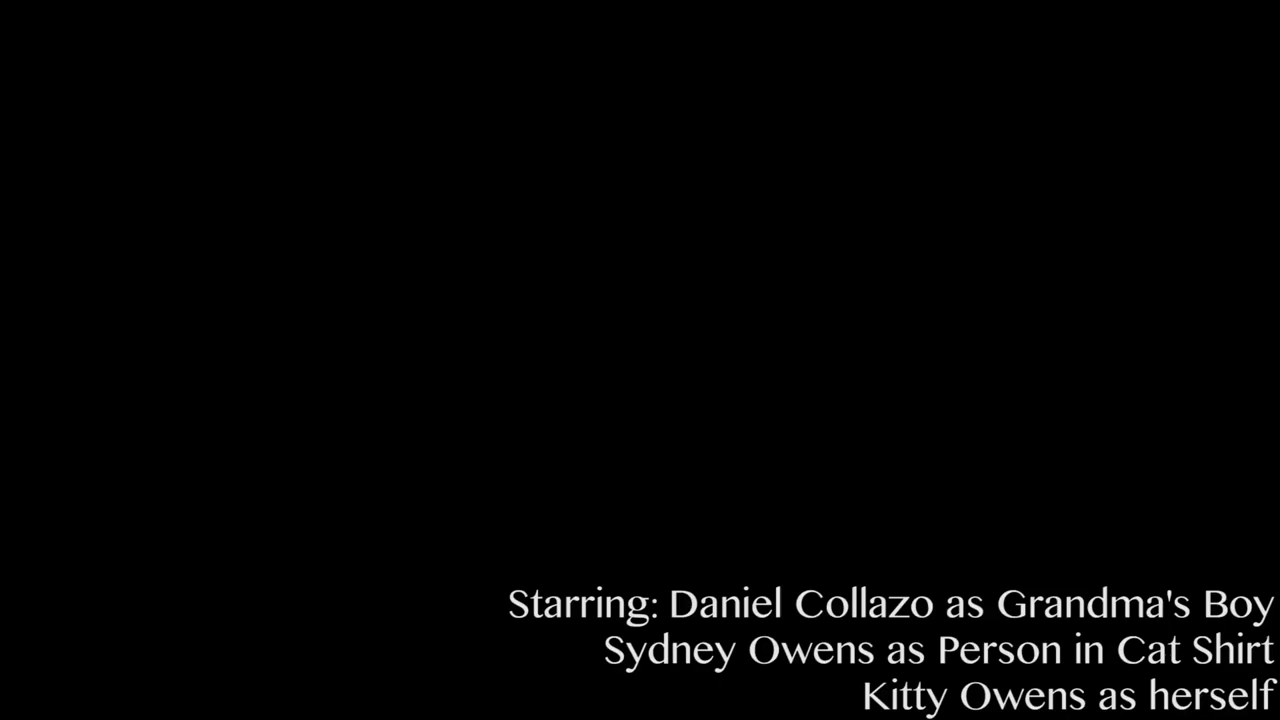 Starring: Daniel Collazo as Grandma's Boy
Sydney Owens as Person in Cat Shirt
Kitty Owens as herself